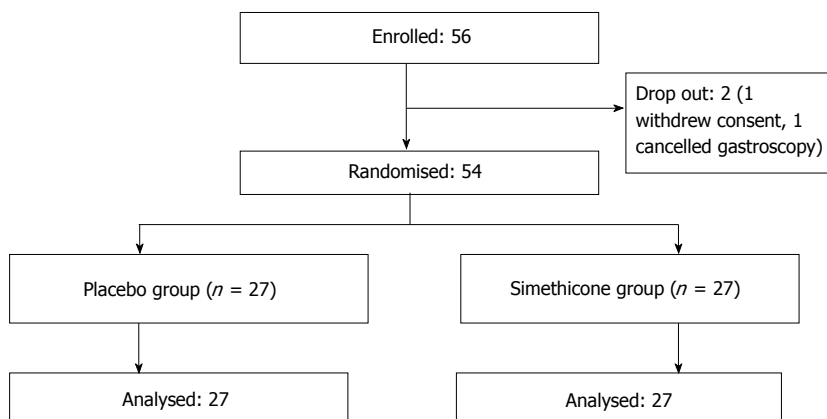 Enrolled: 56
Drop out: 2 (1
withdrew consent, 1
cancelled gastroscopy)
Randomised: 54
Placebo group (n = 27)
Simethicone group (n = 27)
Analysed: 27
Analysed: 27